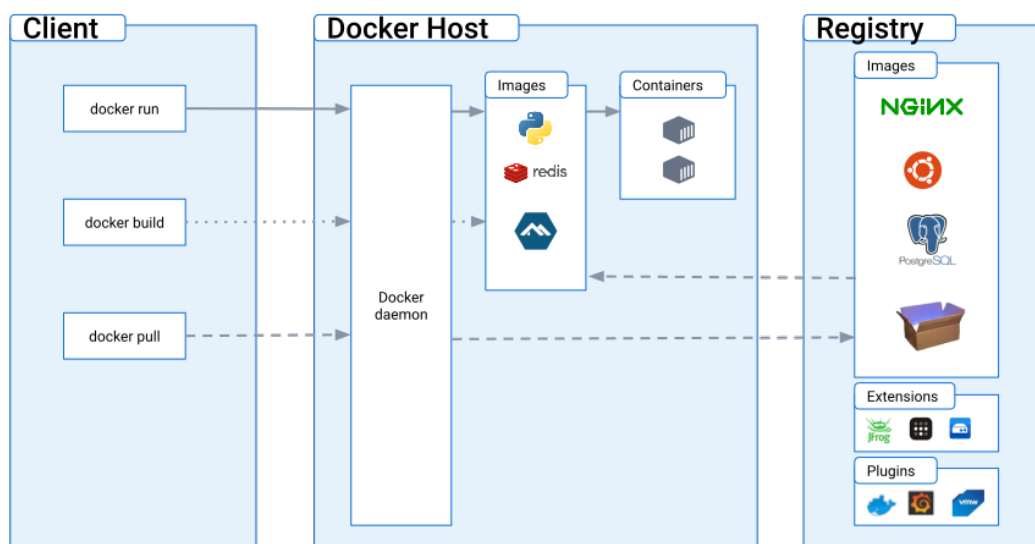 Client
docker run
docker build
docker pull
Docker Host
Docker
daemon
Images
redis
Containers
Registry
Images
NGINX
PostgreSQL
Extensions
JFrog
Plugins
vmw